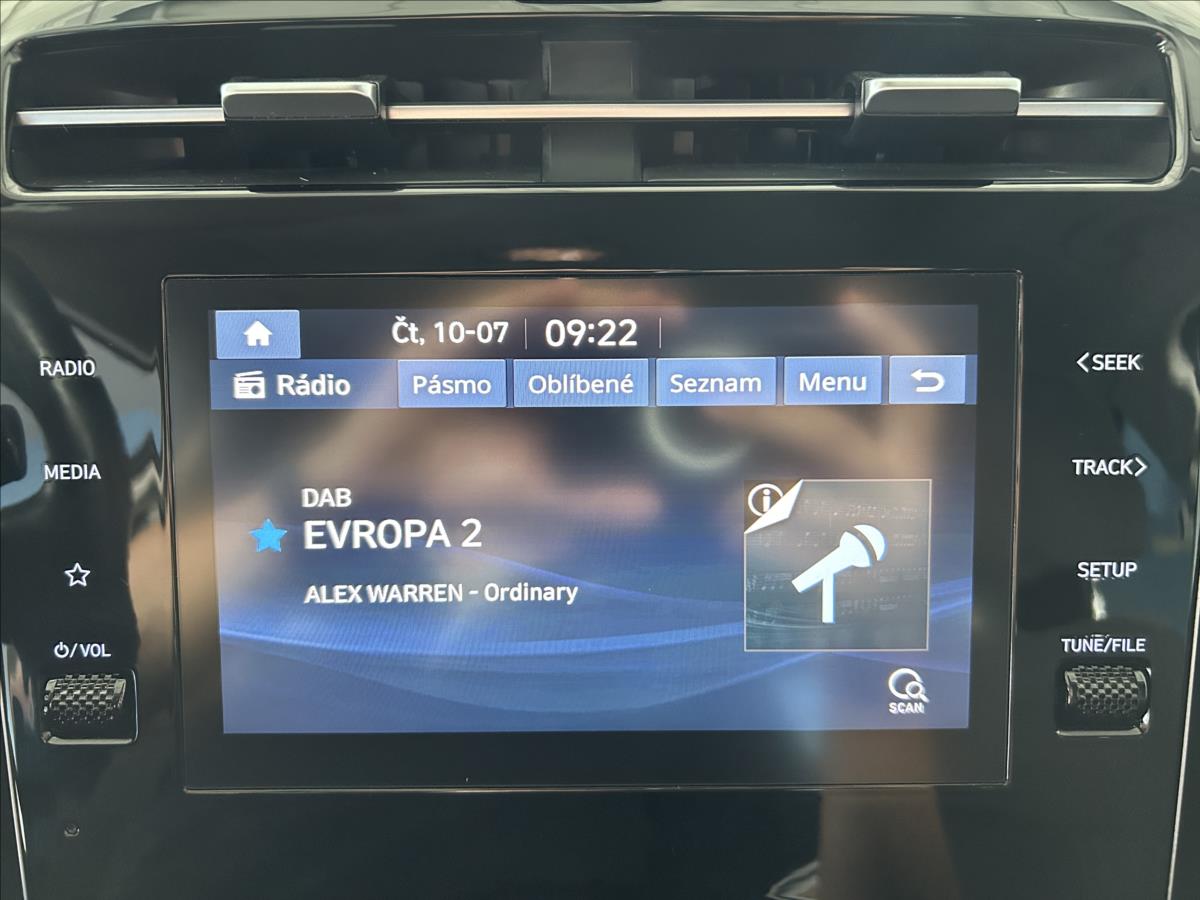 Čt, 10-07 09:22
Rádio Pásmo Oblíbené Seznam Menu
RADIO
MEDIA
/VOL
DAB
EVROPA 2
ALEX WARREN - Ordinary
i
SCAN
<SEEK
TRACK>
SETUP
TUNE/FILE